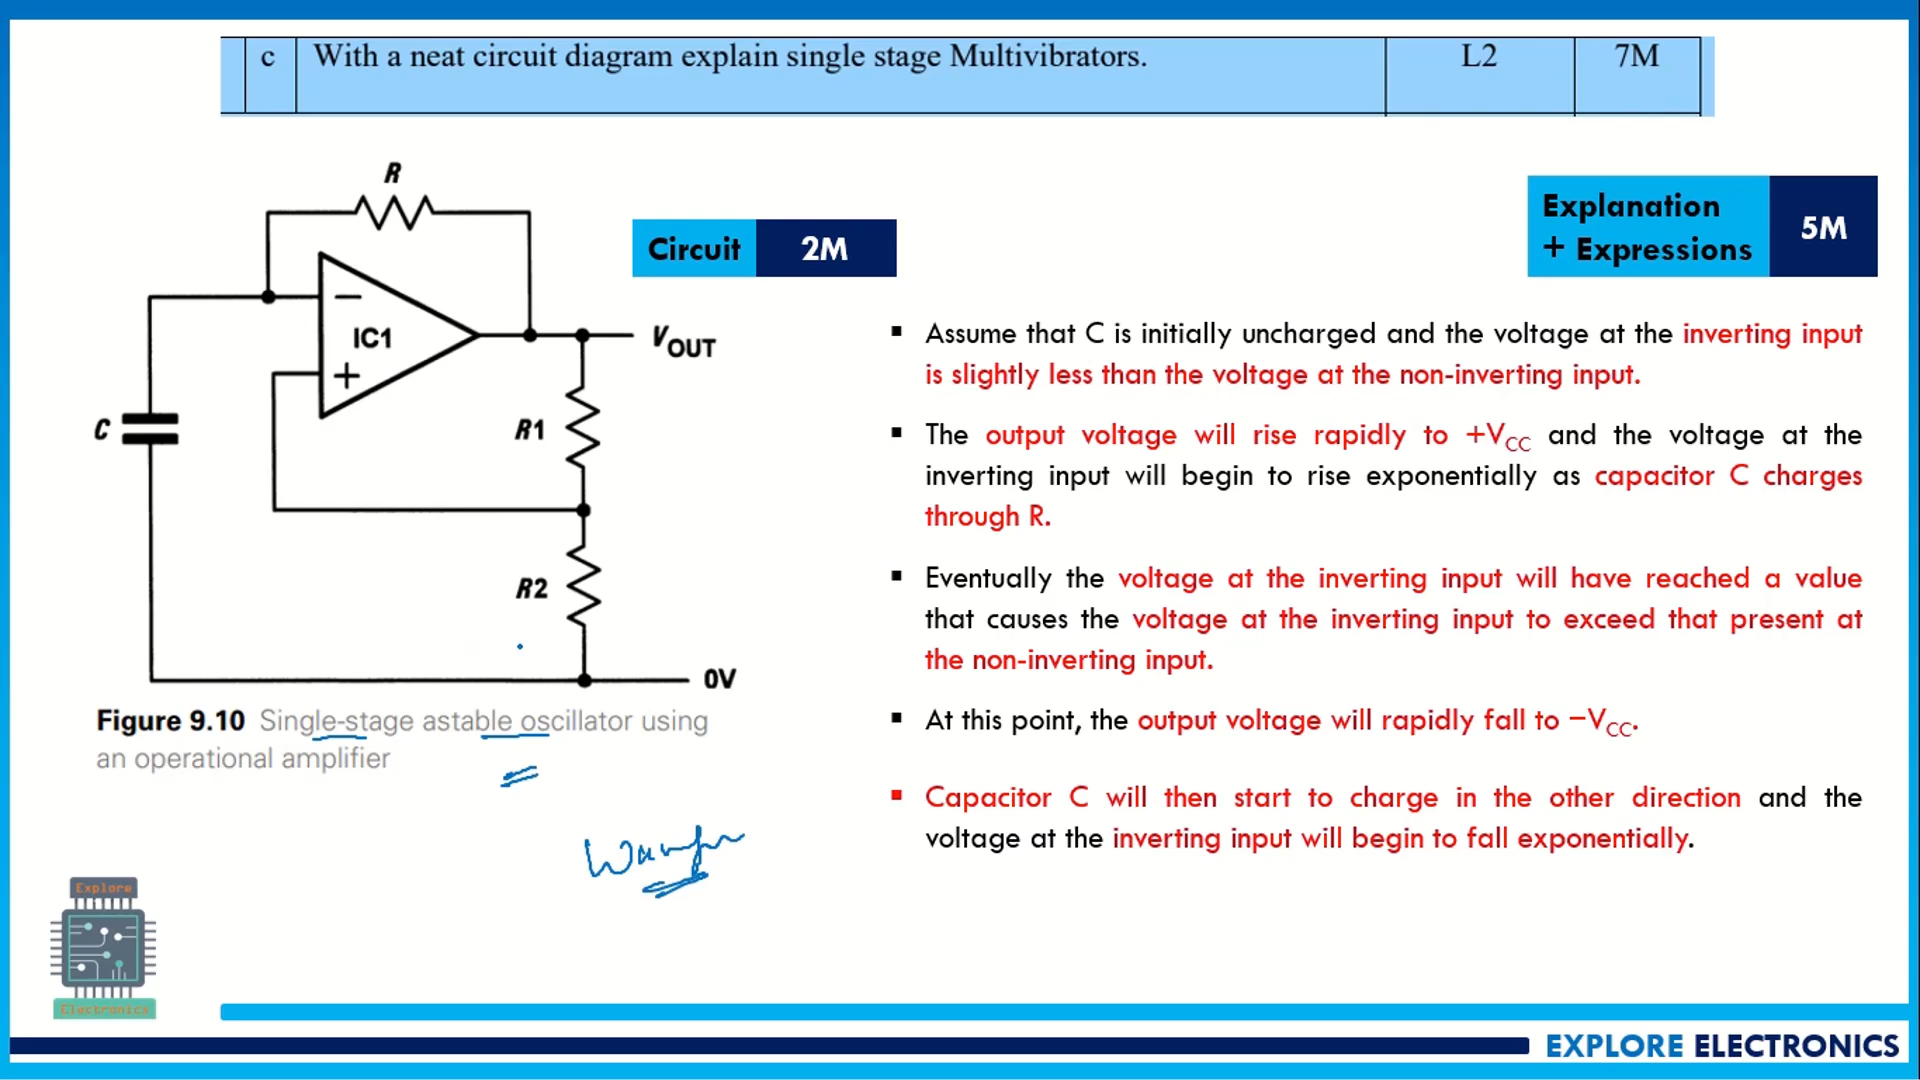 c With a neat circuit diagram explain single stage Multivibrators. L2 7M
R
IC1
−
+
C
R1
R2
VOUT
0V
Circuit 2M
Figure 9.10 Single-stage astable oscillator using
an operational amplifier
Explanation
+ Expressions
5M
▪ Assume that C is initially uncharged and the voltage at the inverting input
is slightly less than the voltage at the non-inverting input.
▪ The output voltage will rise rapidly to +VCC and the voltage at the
inverting input will begin to rise exponentially as capacitor C charges
through R.
▪ Eventually the voltage at the inverting input will have reached a value
that causes the voltage at the inverting input to exceed that present at
the non-inverting input.
▪ At this point, the output voltage will rapidly fall to −VCC.
▪ Capacitor C will then start to charge in the other direction and the
voltage at the inverting input will begin to fall exponentially.
Explore
Electronics
EXPLORE ELECTRONICS